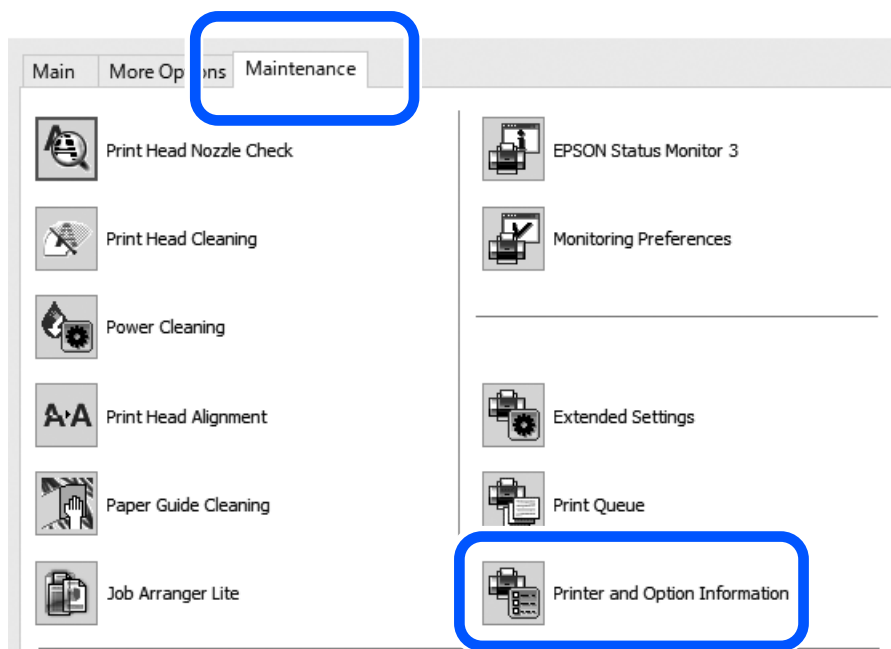 Main
More Options
Maintenance
Print Head Nozzle Check
Print Head Cleaning
Power Cleaning
Print Head Alignment
Paper Guide Cleaning
Job Arranger Lite
EPSON Status Monitor 3
Monitoring Preferences
Extended Settings
Print Queue
Printer and Option Information